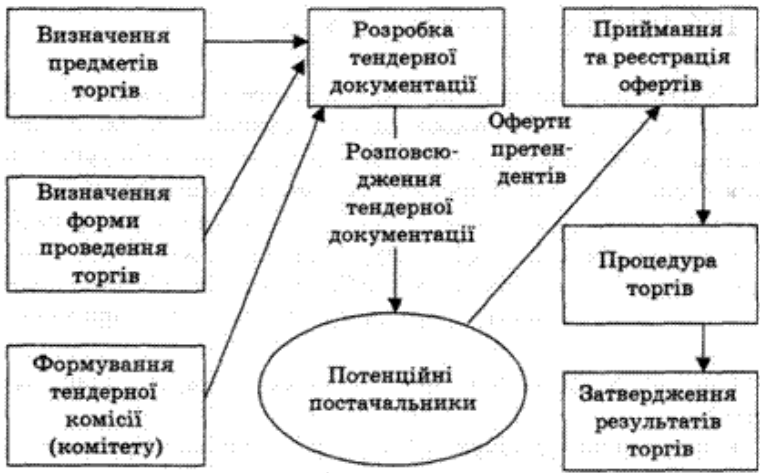 Визначення
предметів
торгів
Визначення
форми
проведення
торгів
Формування
тендерної
комісії
(комітету)
Розробка
тендерної
документації
Розповсю-
дження
тендерної
документації
Потенційні
постачальники
Оферти
претен-
дентів
Приймання
та реєстрація
офертів
Процедура
торгів
Затвердження
результатів
торгів